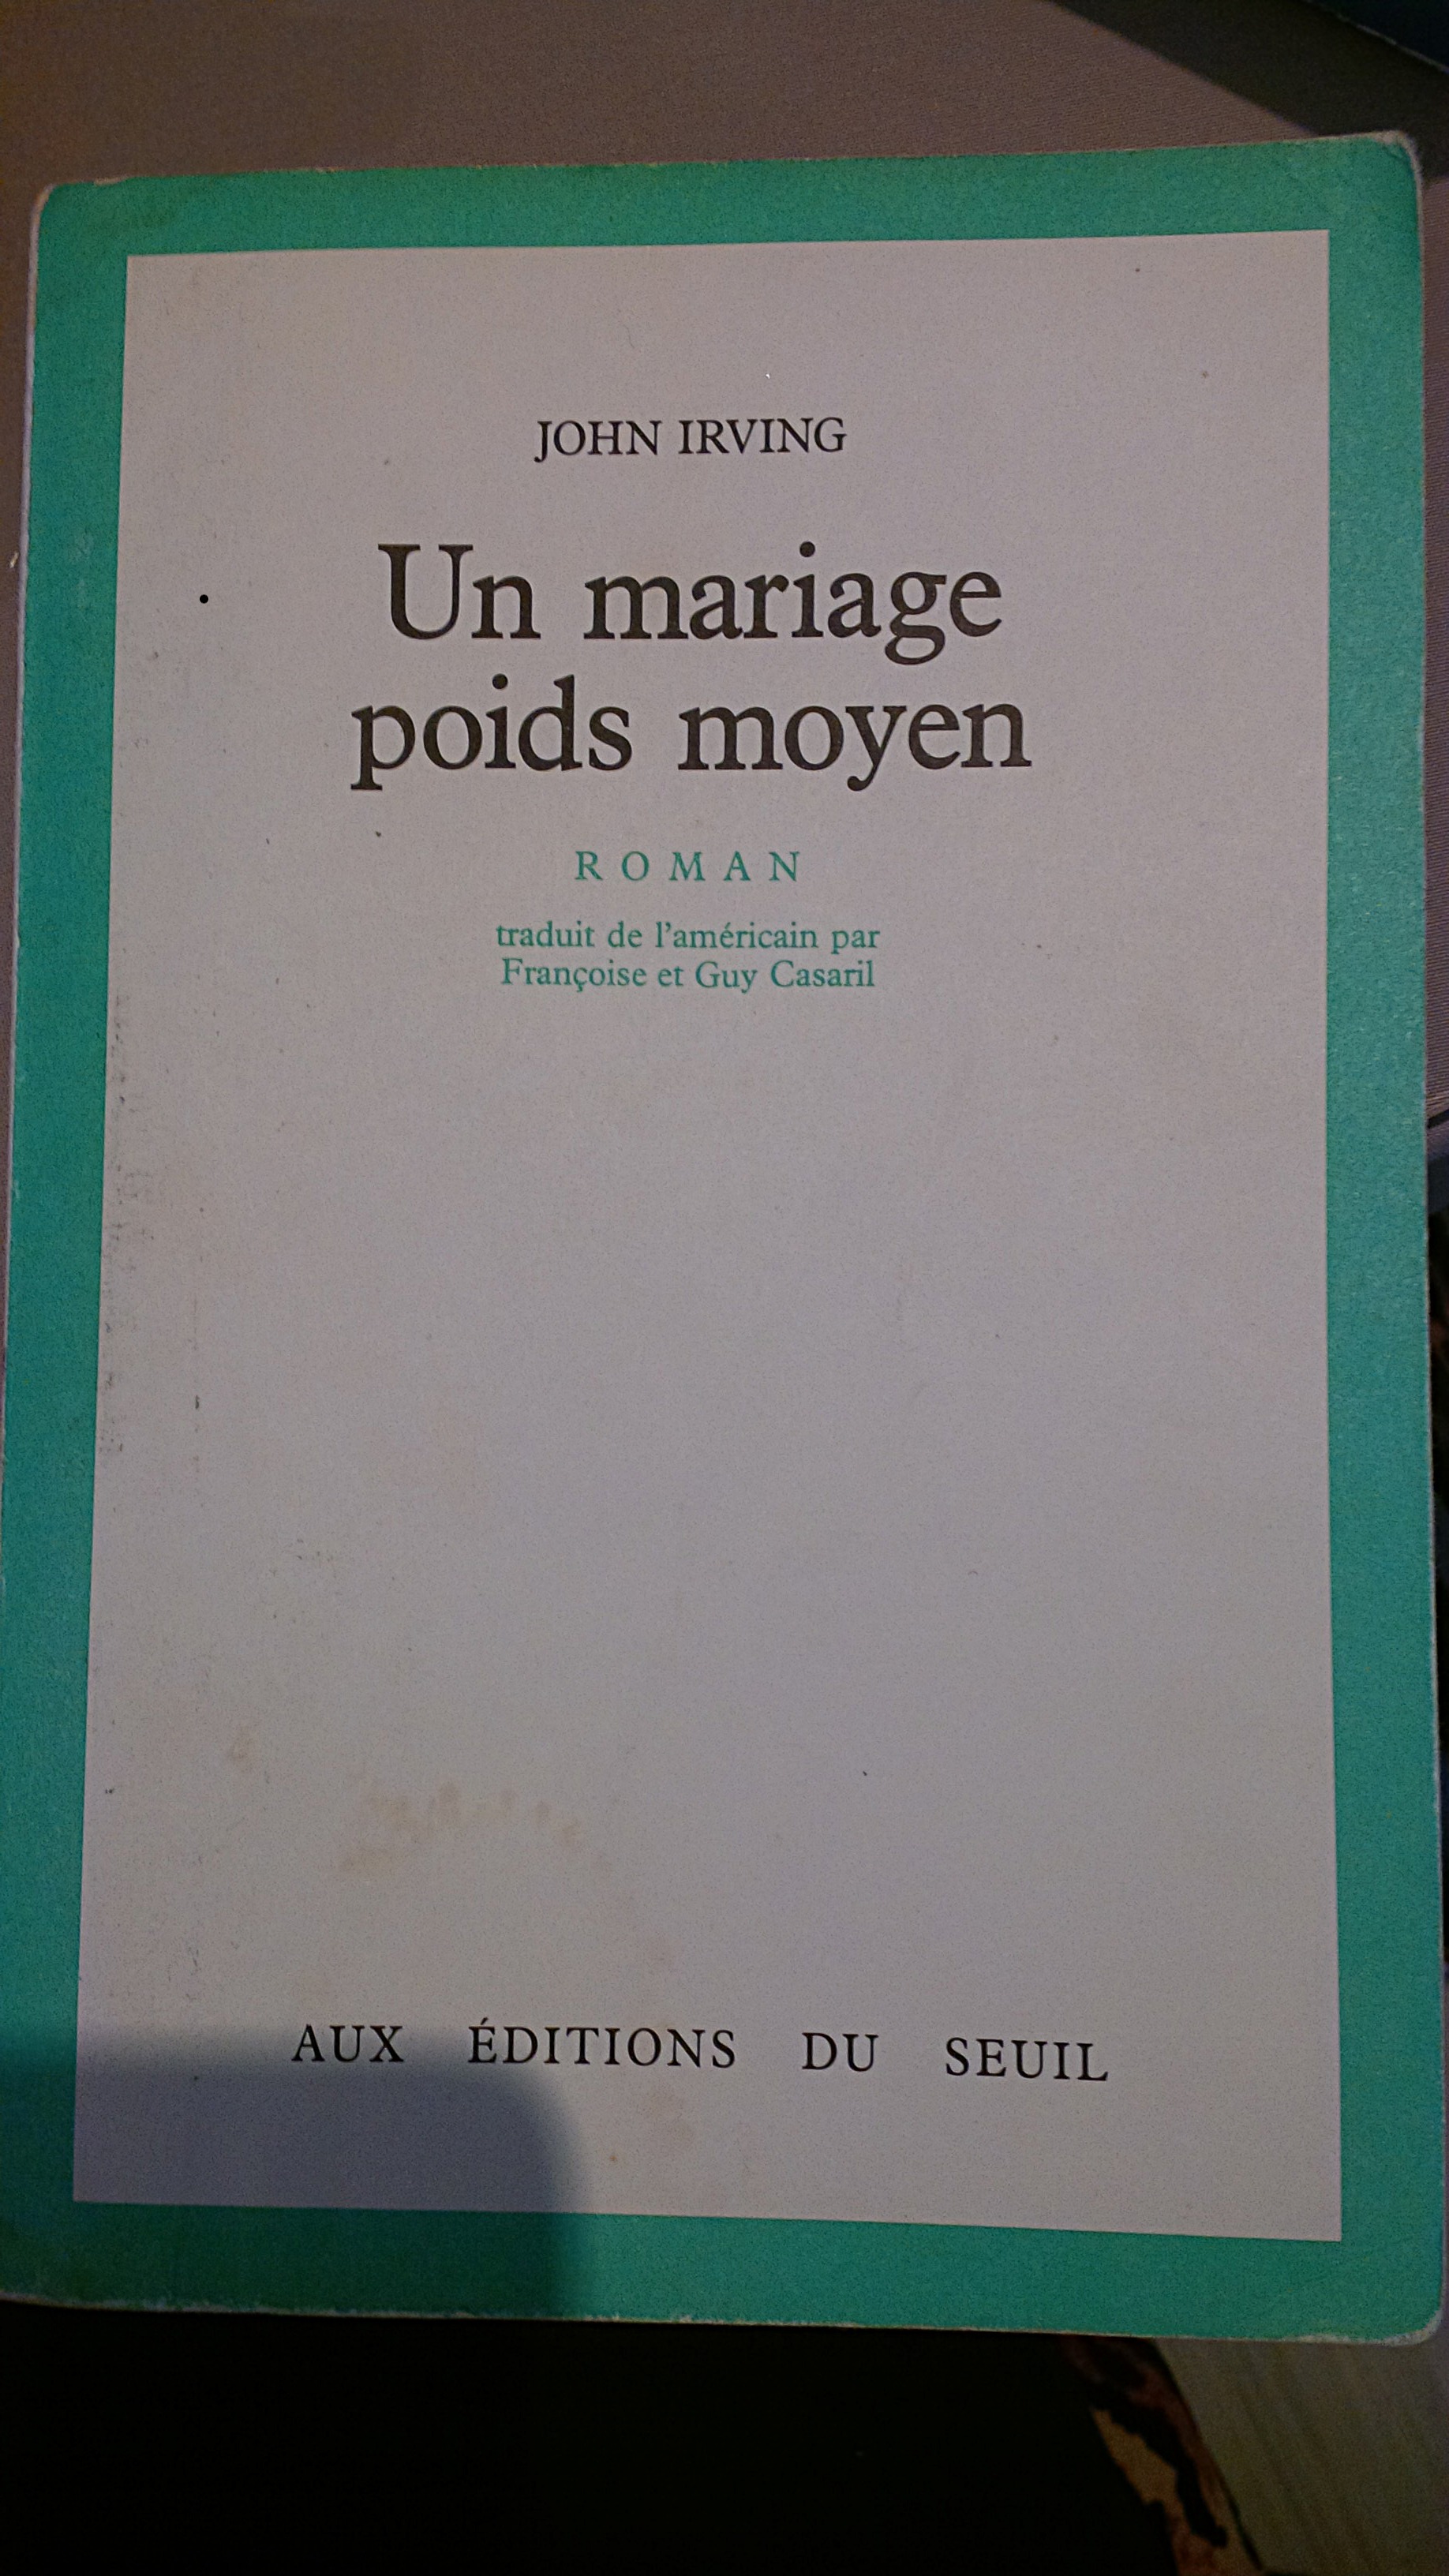 JOHN IRVING
Un mariage
poids moyen
ROMAN
traduit de l'américain par
Françoise et Guy Casaril
AUX ÉDITIONS DU SEUIL